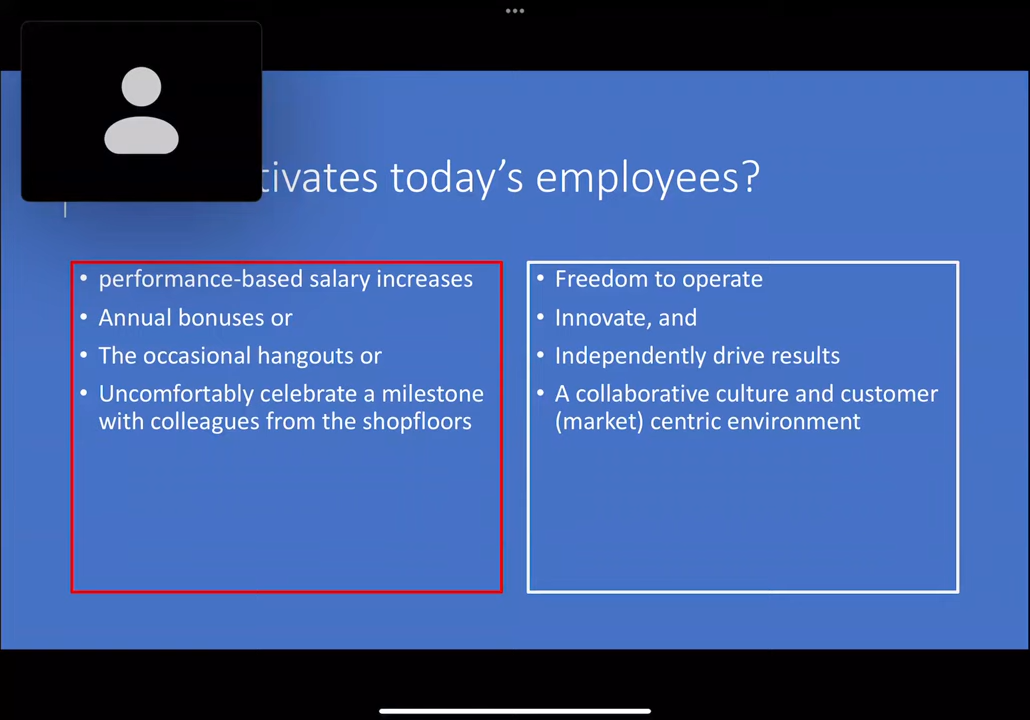 today's employees?
• performance-based salary increases
• Annual bonuses or
• The occasional hangouts or
• Uncomfortably celebrate a milestone
with colleagues from the shopfloors
• Freedom to operate
• Innovate, and
• Independently drive results
• A collaborative culture and customer
(market) centric environment